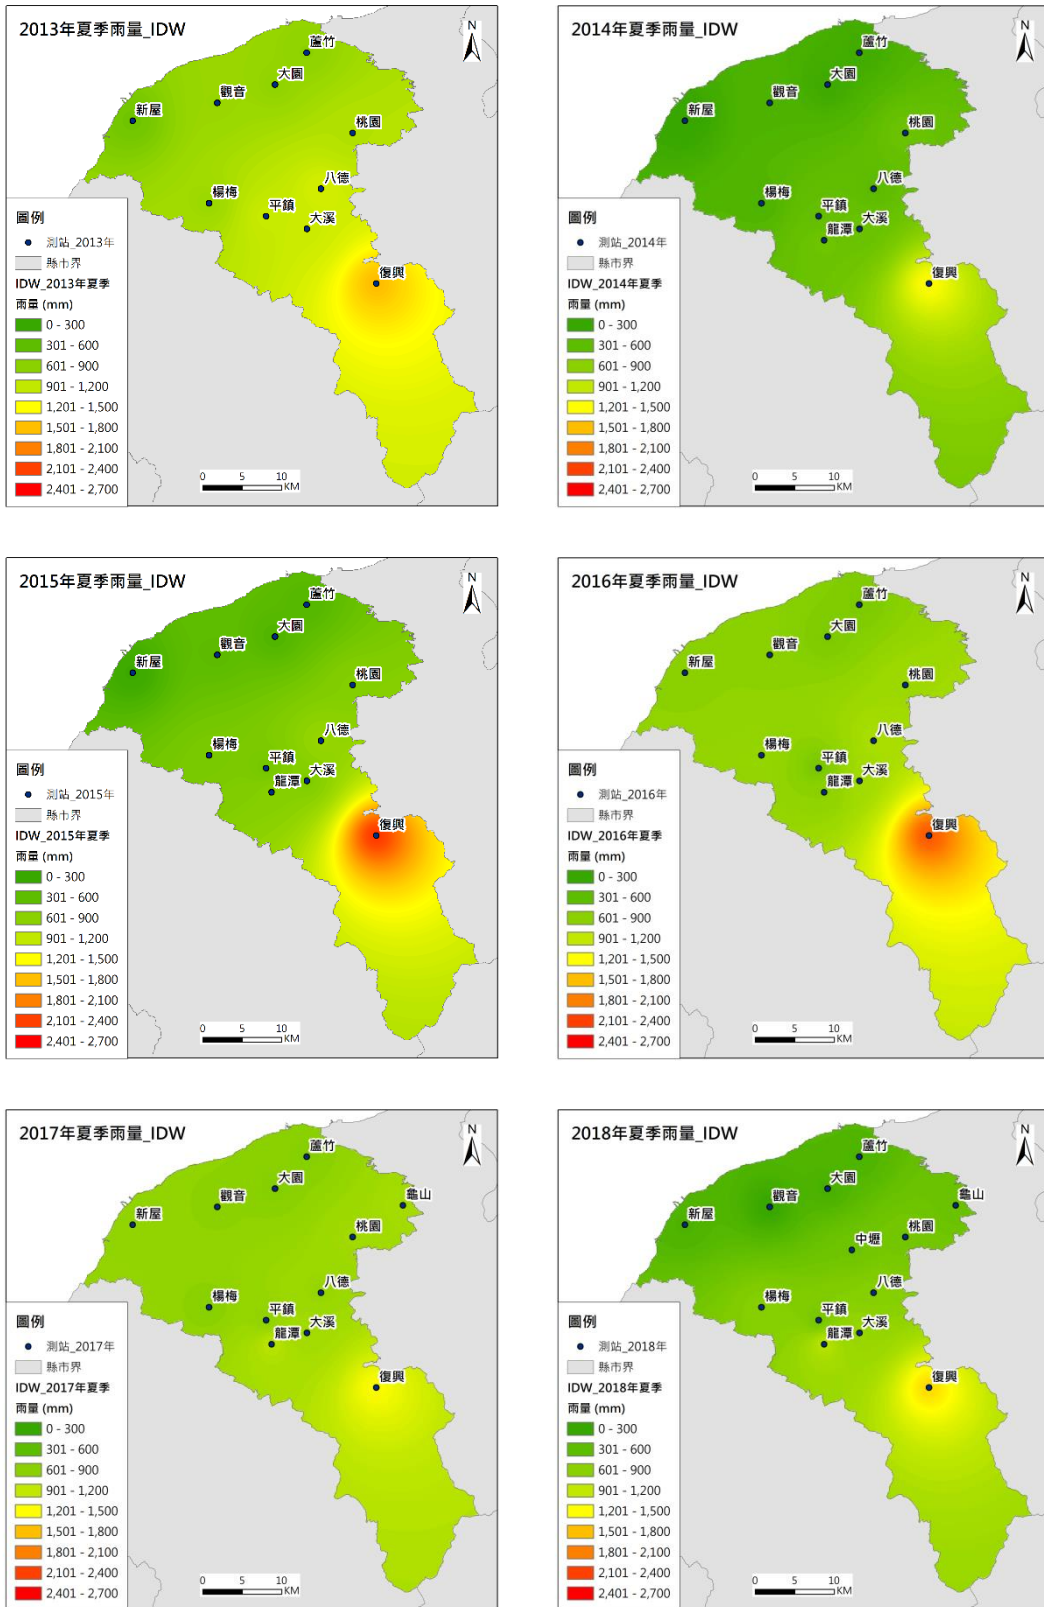 2013年夏季雨量_IDW
N
蘆竹
大園
觀音
新屋
桃園
八德
楊梅
平鎮
大溪
復興
圖例
測站_2013年
縣市界
IDW_2013年夏季
雨量 (mm)
0 - 300
301 - 600
601 - 900
901 - 1,200
1,201 - 1,500
1,501 - 1,800
1,801 - 2,100
2,101 - 2,400
2,401 - 2,700
0 5 10
KM
2014年夏季雨量_IDW
N
蘆竹
大園
觀音
新屋
桃園
八德
楊梅
平鎮
龍潭
大溪
復興
圖例
測站_2014年
縣市界
IDW_2014年夏季
雨量 (mm)
0 - 300
301 - 600
601 - 900
901 - 1,200
1,201 - 1,500
1,501 - 1,800
1,801 - 2,100
2,101 - 2,400
2,401 - 2,700
0 5 10
KM
2015年夏季雨量_IDW
N
蘆竹
大園
觀音
新屋
桃園
八德
楊梅
平鎮
大溪
龍潭
復興
圖例
測站_2015年
縣市界
IDW_2015年夏季
雨量 (mm)
0 - 300
301 - 600
601 - 900
901 - 1,200
1,201 - 1,500
1,501 - 1,800
1,801 - 2,100
2,101 - 2,400
2,401 - 2,700
0 5 10
KM
2016年夏季雨量_IDW
N
蘆竹
大園
觀音
新屋
桃園
八德
楊梅
平鎮
大溪
龍潭
復興
圖例
測站_2016年
縣市界
IDW_2016年夏季
雨量 (mm)
0 - 300
301 - 600
601 - 900
901 - 1,200
1,201 - 1,500
1,501 - 1,800
1,801 - 2,100
2,101 - 2,400
2,401 - 2,700
0 5 10
KM
2017年夏季雨量_IDW
N
蘆竹
大園
龜山
觀音
新屋
桃園
八德
楊梅
平鎮
大溪
龍潭
復興
圖例
測站_2017年
縣市界
IDW_2017年夏季
雨量 (mm)
0 - 300
301 - 600
601 - 900
901 - 1,200
1,201 - 1,500
1,501 - 1,800
1,801 - 2,100
2,101 - 2,400
2,401 - 2,700
0 5 10
KM
2018年夏季雨量_IDW
N
蘆竹
大園
龜山
觀音
新屋
桃園
中壢
八德
楊梅
平鎮
大溪
龍潭
復興
圖例
測站_2018年
縣市界
IDW_2018年夏季
雨量 (mm)
0 - 300
301 - 600
601 - 900
901 - 1,200
1,201 - 1,500
1,501 - 1,800
1,801 - 2,100
2,101 - 2,400
2,401 - 2,700
0 5 10
KM